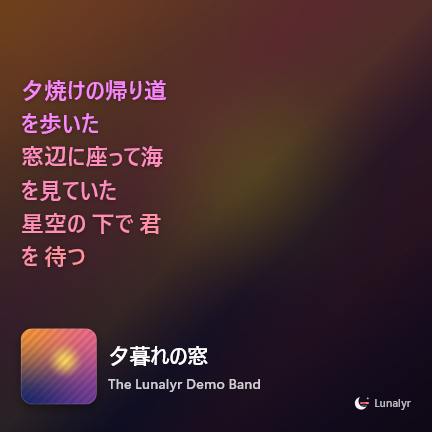 夕焼けの帰り道
を歩いた
窓辺に座って海
を見ていた
星空の 下で 君
を 待つ
夕暮れの窓
The Lunalyr Demo Band
Lunalyr